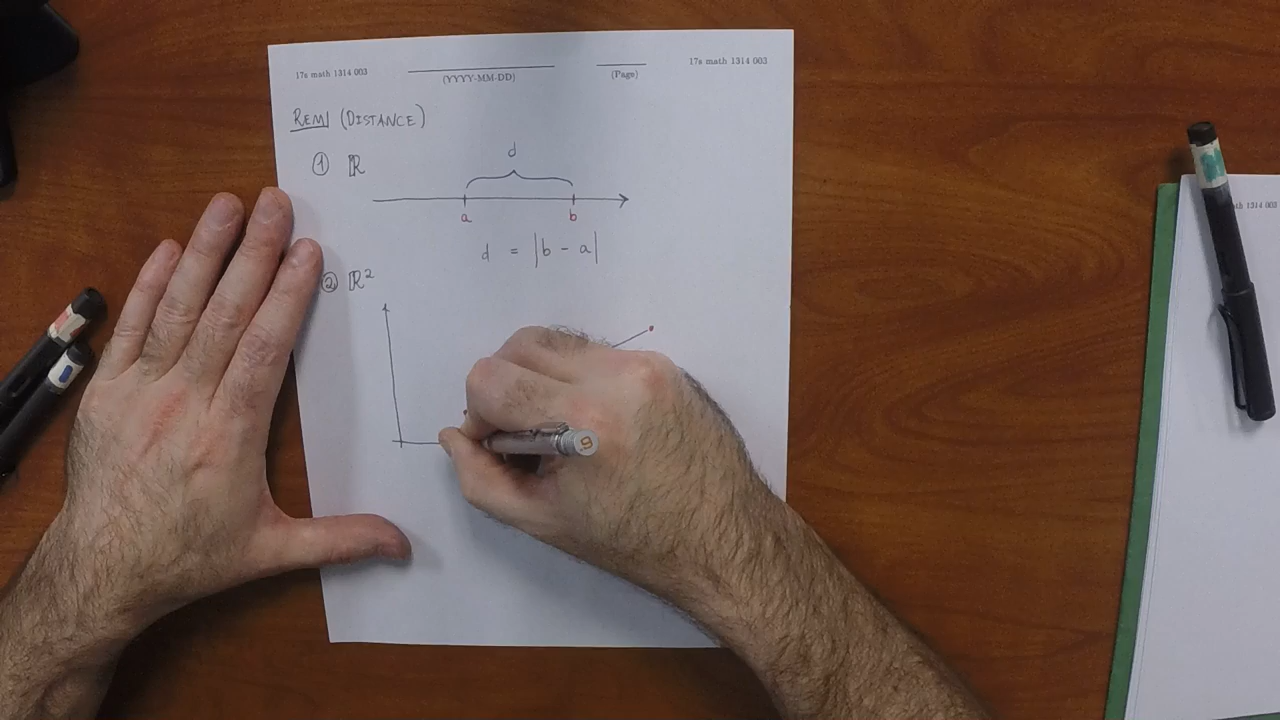 17s math 1314 003 (YYYY-MM-DD) (Page) 17s math 1314 003
REM (DISTANCE)
① ℝ
d
a b
d = |b - a|
② ℝ²